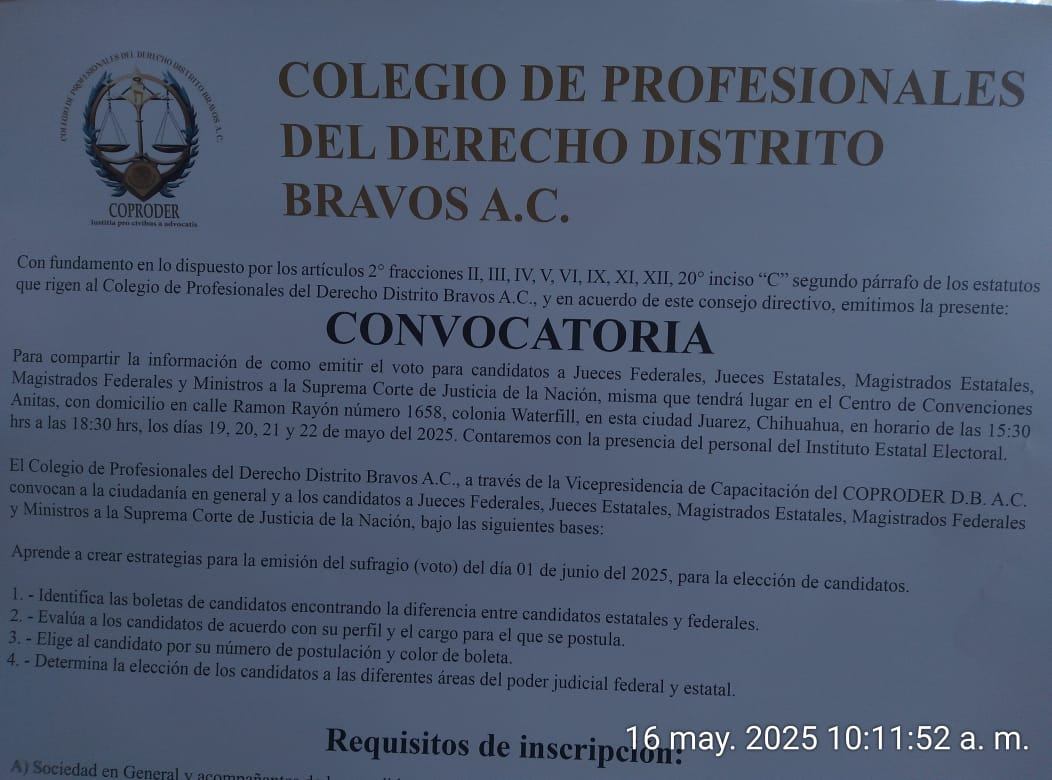 COLEGIO DE PROFESIONALES DEL DERECHO DISTRITO BRAVOS A.C.
COPRODER
Iustitia pro civibus a advocatis
COLEGIO DE PROFESIONALES
DEL DERECHO DISTRITO
BRAVOS A.C.
Con fundamento en lo dispuesto por los artículos 2° fracciones II, III, IV, V, VI, IX, XI, XII, 20° inciso “C” segundo párrafo de los estatutos
que rigen al Colegio de Profesionales del Derecho Distrito Bravos A.C., y en acuerdo de este consejo directivo, emitimos la presente:
CONVOCATORIA
Para compartir la información de como emitir el voto para candidatos a Jueces Federales, Jueces Estatales, Magistrados Estatales,
Magistrados Federales y Ministros a la Suprema Corte de Justicia de la Nación, misma que tendrá lugar en el Centro de Convenciones
Anitas, con domicilio en calle Ramon Rayón número 1658, colonia Waterfill, en esta ciudad Juarez, Chihuahua, en horario de las 15:30
hrs a las 18:30 hrs, los días 19, 20, 21 y 22 de mayo del 2025. Contaremos con la presencia del personal del Instituto Estatal Electoral.
El Colegio de Profesionales del Derecho Distrito Bravos A.C., a través de la Vicepresidencia de Capacitación del COPRODER D.B. A.C.
convocan a la ciudadanía en general y a los candidatos a Jueces Federales, Jueces Estatales, Magistrados Estatales, Magistrados Federales
y Ministros a la Suprema Corte de Justicia de la Nación, bajo las siguientes bases:
Aprende a crear estrategias para la emisión del sufragio (voto) del día 01 de junio del 2025, para la elección de candidatos.
1. - Identifica las boletas de candidatos encontrando la diferencia entre candidatos estatales y federales.
2. - Evalúa a los candidatos de acuerdo con su perfil y el cargo para el que se postula.
3. - Elige al candidato por su número de postulación y color de boleta.
4. - Determina la elección de los candidatos a las diferentes áreas del poder judicial federal y estatal.
Requisitos de inscripción:
16 may. 2025 10:11:52 a. m.
A) Sociedad en General y